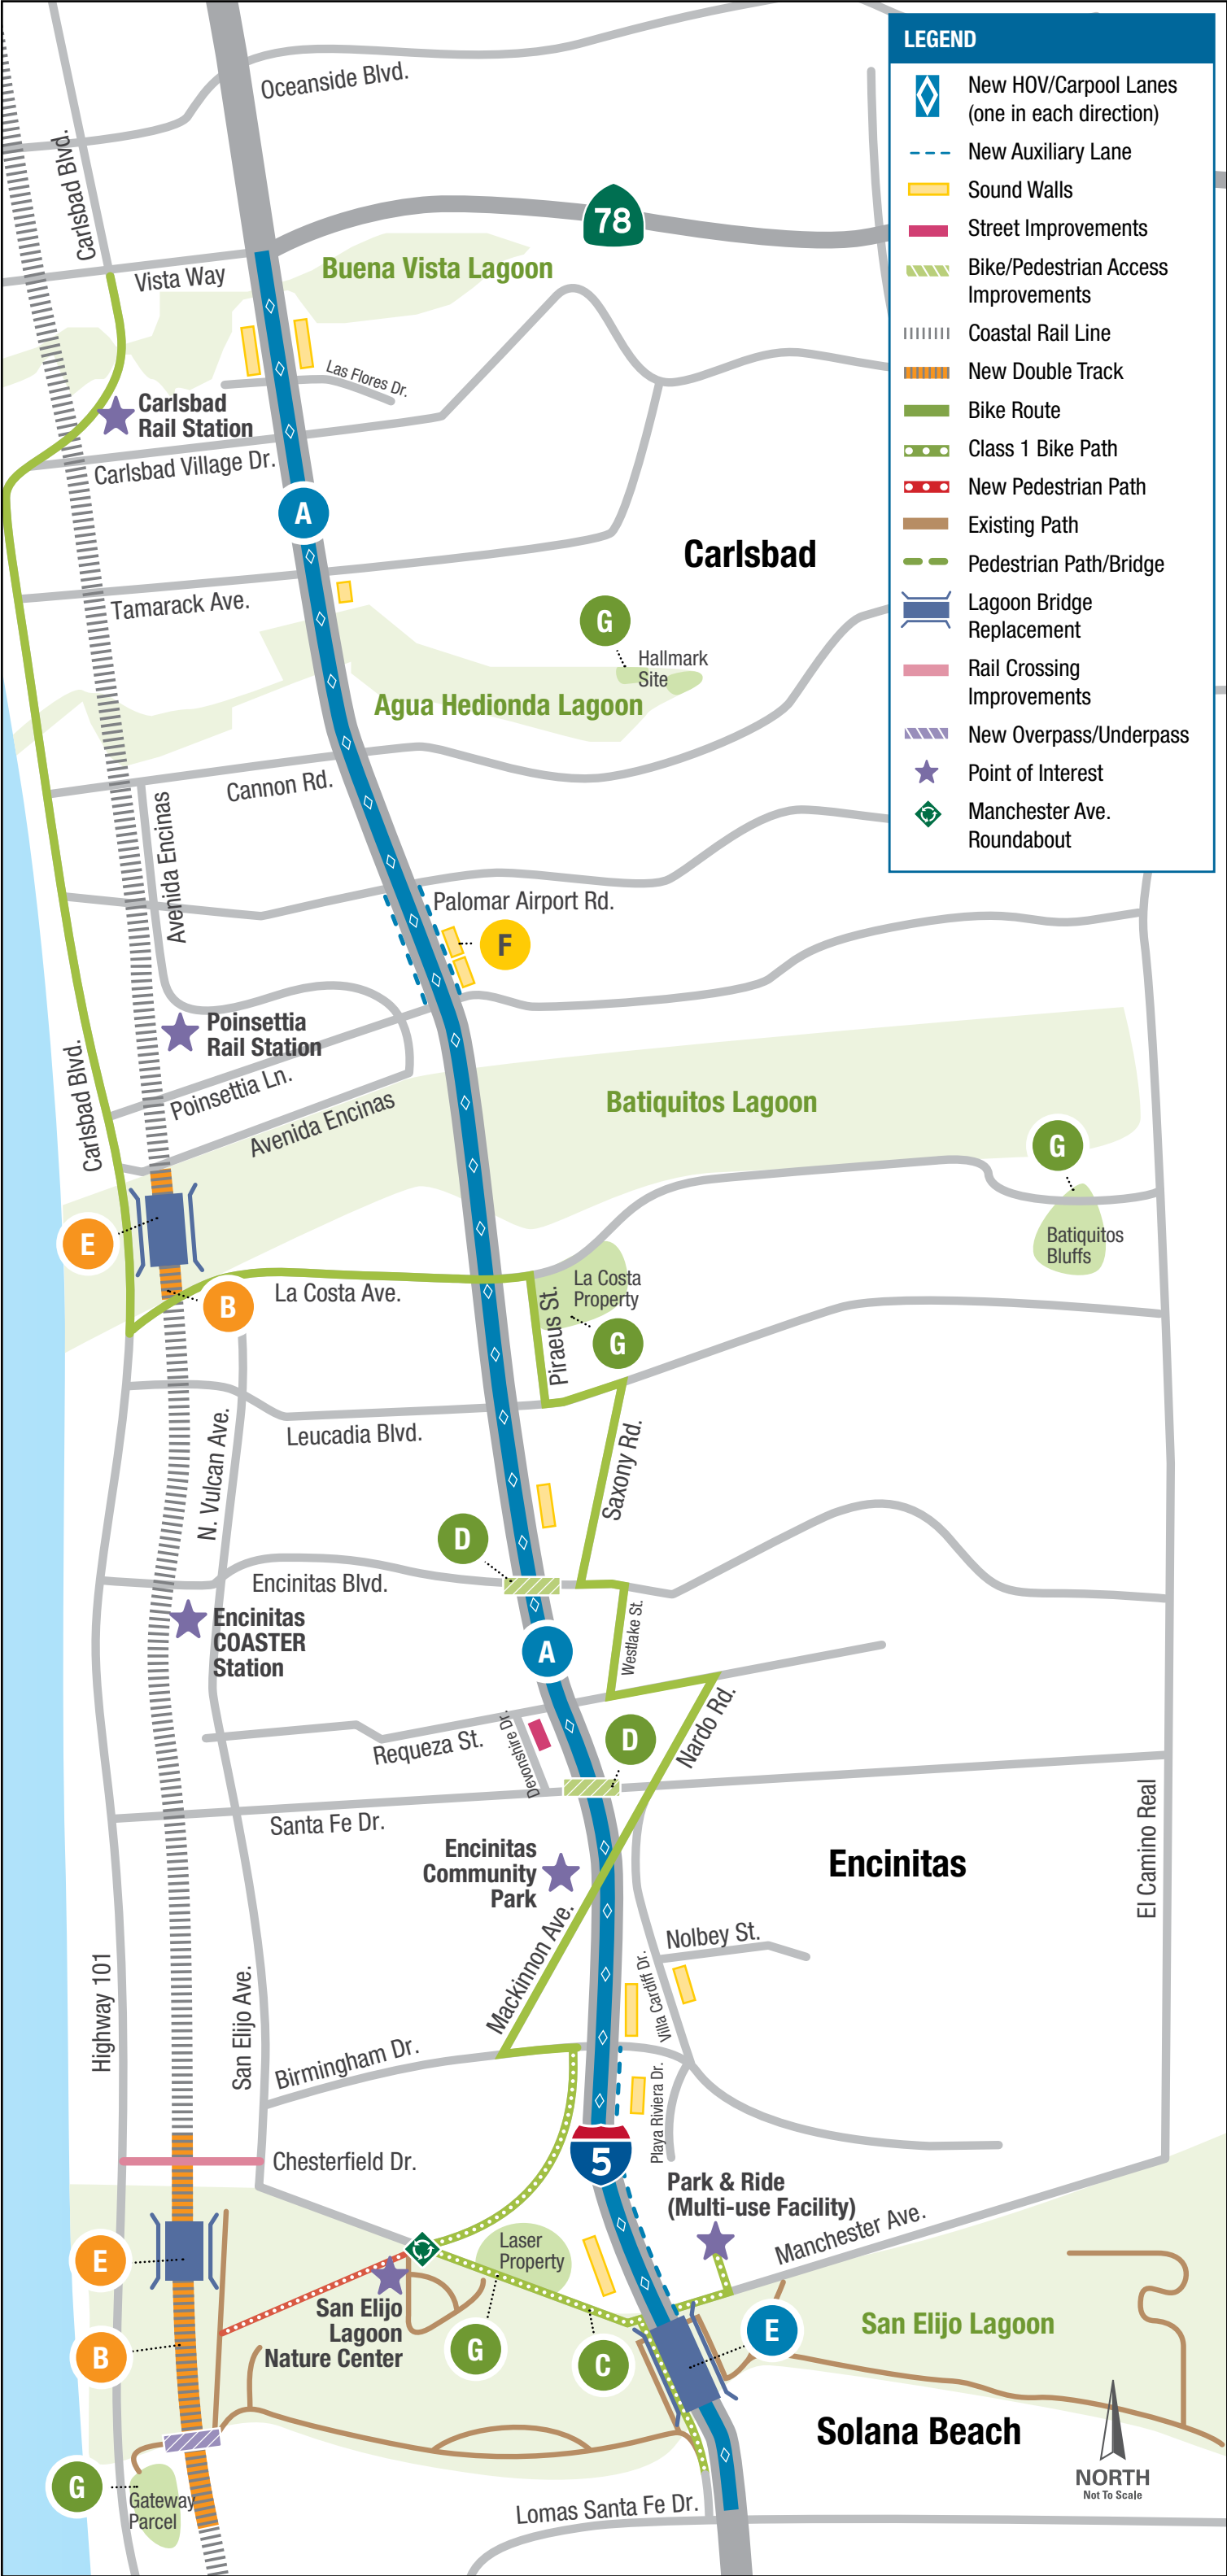 LEGEND
New HOV/Carpool Lanes
(one in each direction)
New Auxiliary Lane
Sound Walls
Street Improvements
Bike/Pedestrian Access
Improvements
Coastal Rail Line
New Double Track
Bike Route
Class 1 Bike Path
New Pedestrian Path
Existing Path
Pedestrian Path/Bridge
Lagoon Bridge
Replacement
Rail Crossing
Improvements
New Overpass/Underpass
Point of Interest
Manchester Ave.
Roundabout
Oceanside Blvd.
Carlsbad Blvd.
78
Vista Way
Buena Vista Lagoon
Las Flores Dr.
Carlsbad
Rail Station
Carlsbad Village Dr.
A
Carlsbad
Tamarack Ave.
G
Hallmark
Site
Agua Hedionda Lagoon
Cannon Rd.
Avenida Encinas
Palomar Airport Rd.
F
Poinsettia
Rail Station
Carlsbad Blvd.
Poinsettia Ln.
Avenida Encinas
Batiquitos Lagoon
G
Batiquitos
Bluffs
E
B
La Costa Ave.
La Costa
Property
Piraeus St.
G
Leucadia Blvd.
N. Vulcan Ave.
Saxony Rd.
D
Encinitas Blvd.
Encinitas
COASTER
Station
Westlake St.
A
Requeza St.
Devonshire Dr.
D
Nardo Rd.
Santa Fe Dr.
El Camino Real
Encinitas
Community
Park
Encinitas
Mackinnon Ave.
Nolbey St.
Villa Cardiff Dr.
Highway 101
San Elijo Ave.
Birmingham Dr.
Playa Riviera Dr.
5
Chesterfield Dr.
Park & Ride
(Multi-use Facility)
Manchester Ave.
E
Laser
Property
San Elijo
Lagoon
Nature Center
G
C
E
San Elijo Lagoon
B
Solana Beach
G
Gateway
Parcel
Lomas Santa Fe Dr.
NORTH
Not To Scale